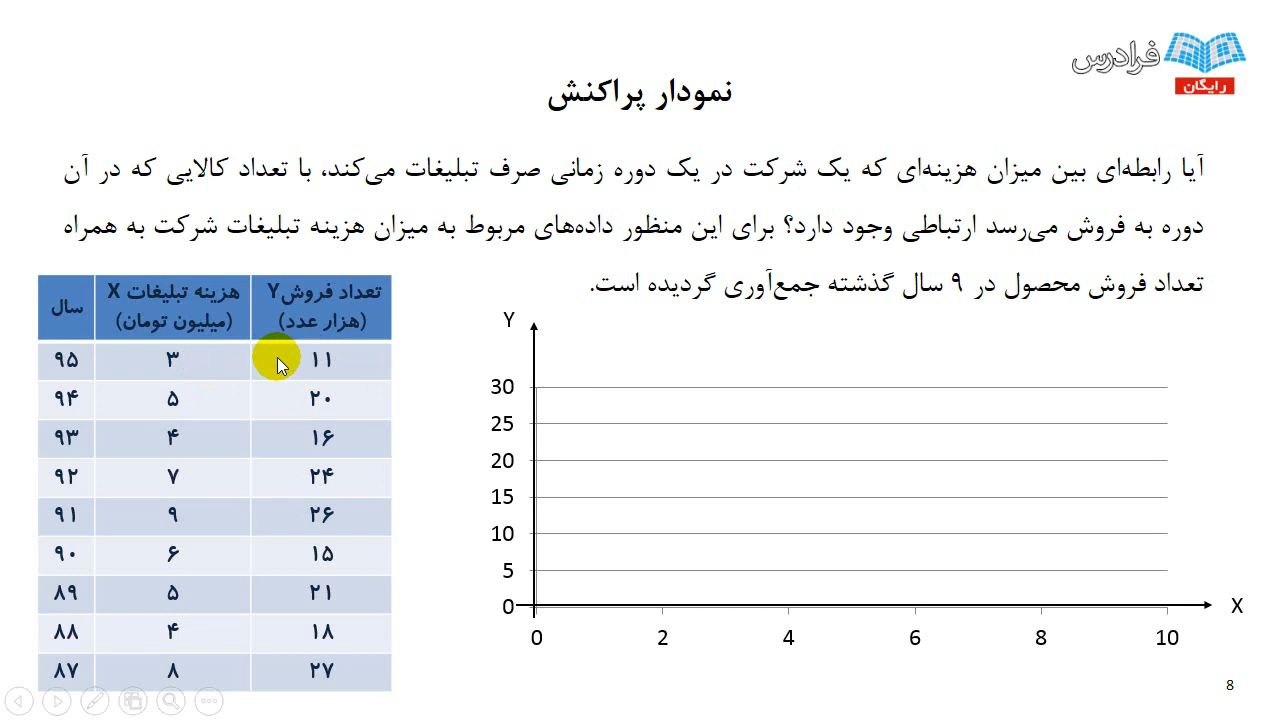 فرادرس
رایگان
نمودار پراکنش
آیا رابطه‌ای بین میزان هزینه‌ای که یک شرکت در یک دوره زمانی صرف تبلیغات می‌کند، با تعداد کالایی که در آن
دوره به فروش می‌رسد ارتباطی وجود دارد؟ برای این منظور داده‌های مربوط به میزان هزینه تبلیغات شرکت به همراه
تعداد فروش محصول در ۹ سال گذشته جمع‌آوری گردیده است.
سال هزینه تبلیغات X تعداد فروشY
(میلیون تومان) (هزار عدد)
۹۵ ۳ ۱۱
۹۴ ۵ ۲۰
۹۳ ۴ ۱۶
۹۲ ۷ ۲۴
۹۱ ۹ ۲۶
۹۰ ۶ ۱۵
۸۹ ۵ ۲۱
۸۸ ۴ ۱۸
۸۷ ۸ ۲۷
Y
30
25
20
15
10
5
0
X
0 2 4 6 8 10
8